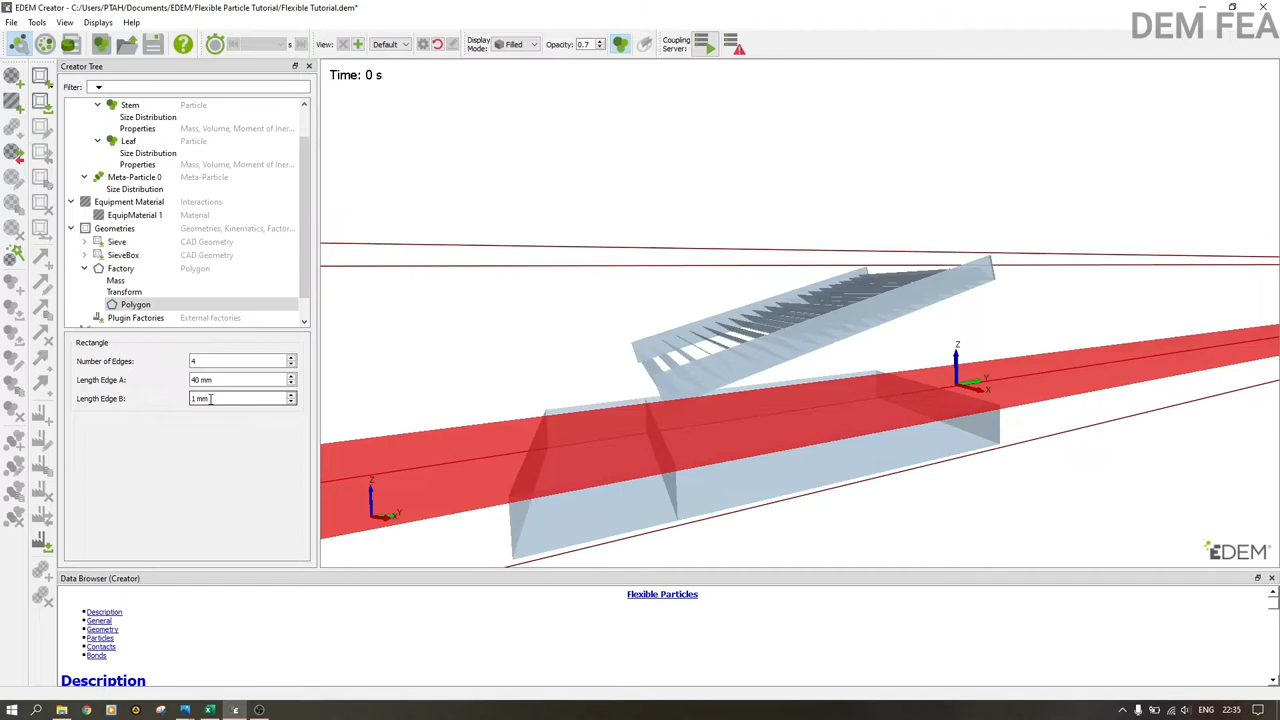 EDEM Creator - C:/Users/PTAH/Documents/EDEM/Flexible Particle Tutorial/Flexible Tutorial.dem*
File Tools View Displays Help
DEM FEA
s View: Default Display Mode: Filled Opacity: 0.7 Coupling Server:
Creator Tree
Filter:
Time: 0 s
Stem Particle
Size Distribution
Properties Mass, Volume, Moment of Iner...
Leaf Particle
Size Distribution
Properties Mass, Volume, Moment of Iner...
Meta-Particle 0 Meta-Particle
Size Distribution
Equipment Material Interactions
EquipMaterial 1 Material
Geometries Geometries, Kinematics, Factor...
Sieve CAD Geometry
SieveBox CAD Geometry
Factory Polygon
Mass
Transform
Polygon
Plugin Factories External factories
Rectangle
Number of Edges: 4
Length Edge A: 40 mm
Length Edge B: 1 mm
Z
Y
X
Z
Y
X
EDEM
Data Browser (Creator)
Flexible Particles
Description
General
Geometry
Particles
Contacts
Bonds
Description
ENG 22:35